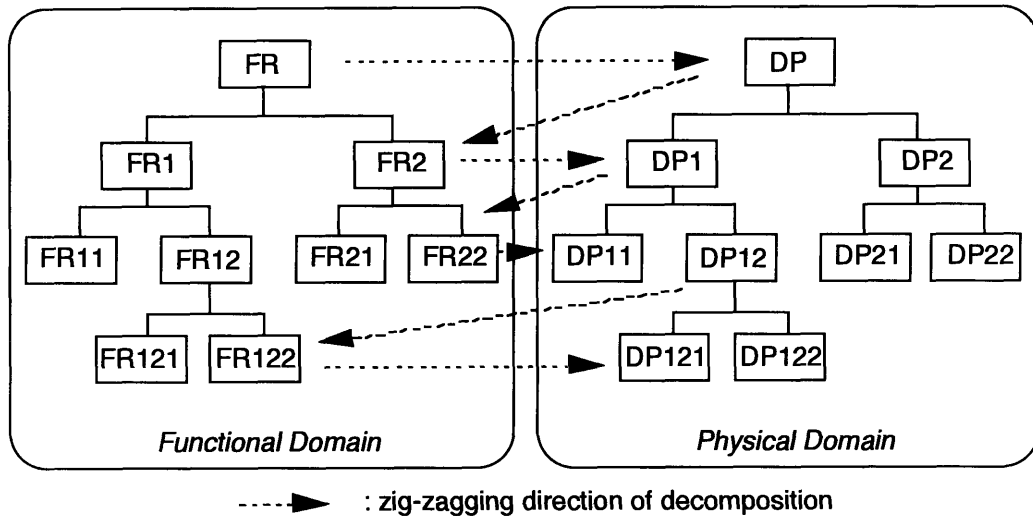 FR DP
FR1 FR2 DP1 DP2
FR11 FR12 FR21 FR22 DP11 DP12 DP21 DP22
FR121 FR122 DP121 DP122
Functional Domain Physical Domain
: zig-zagging direction of decomposition